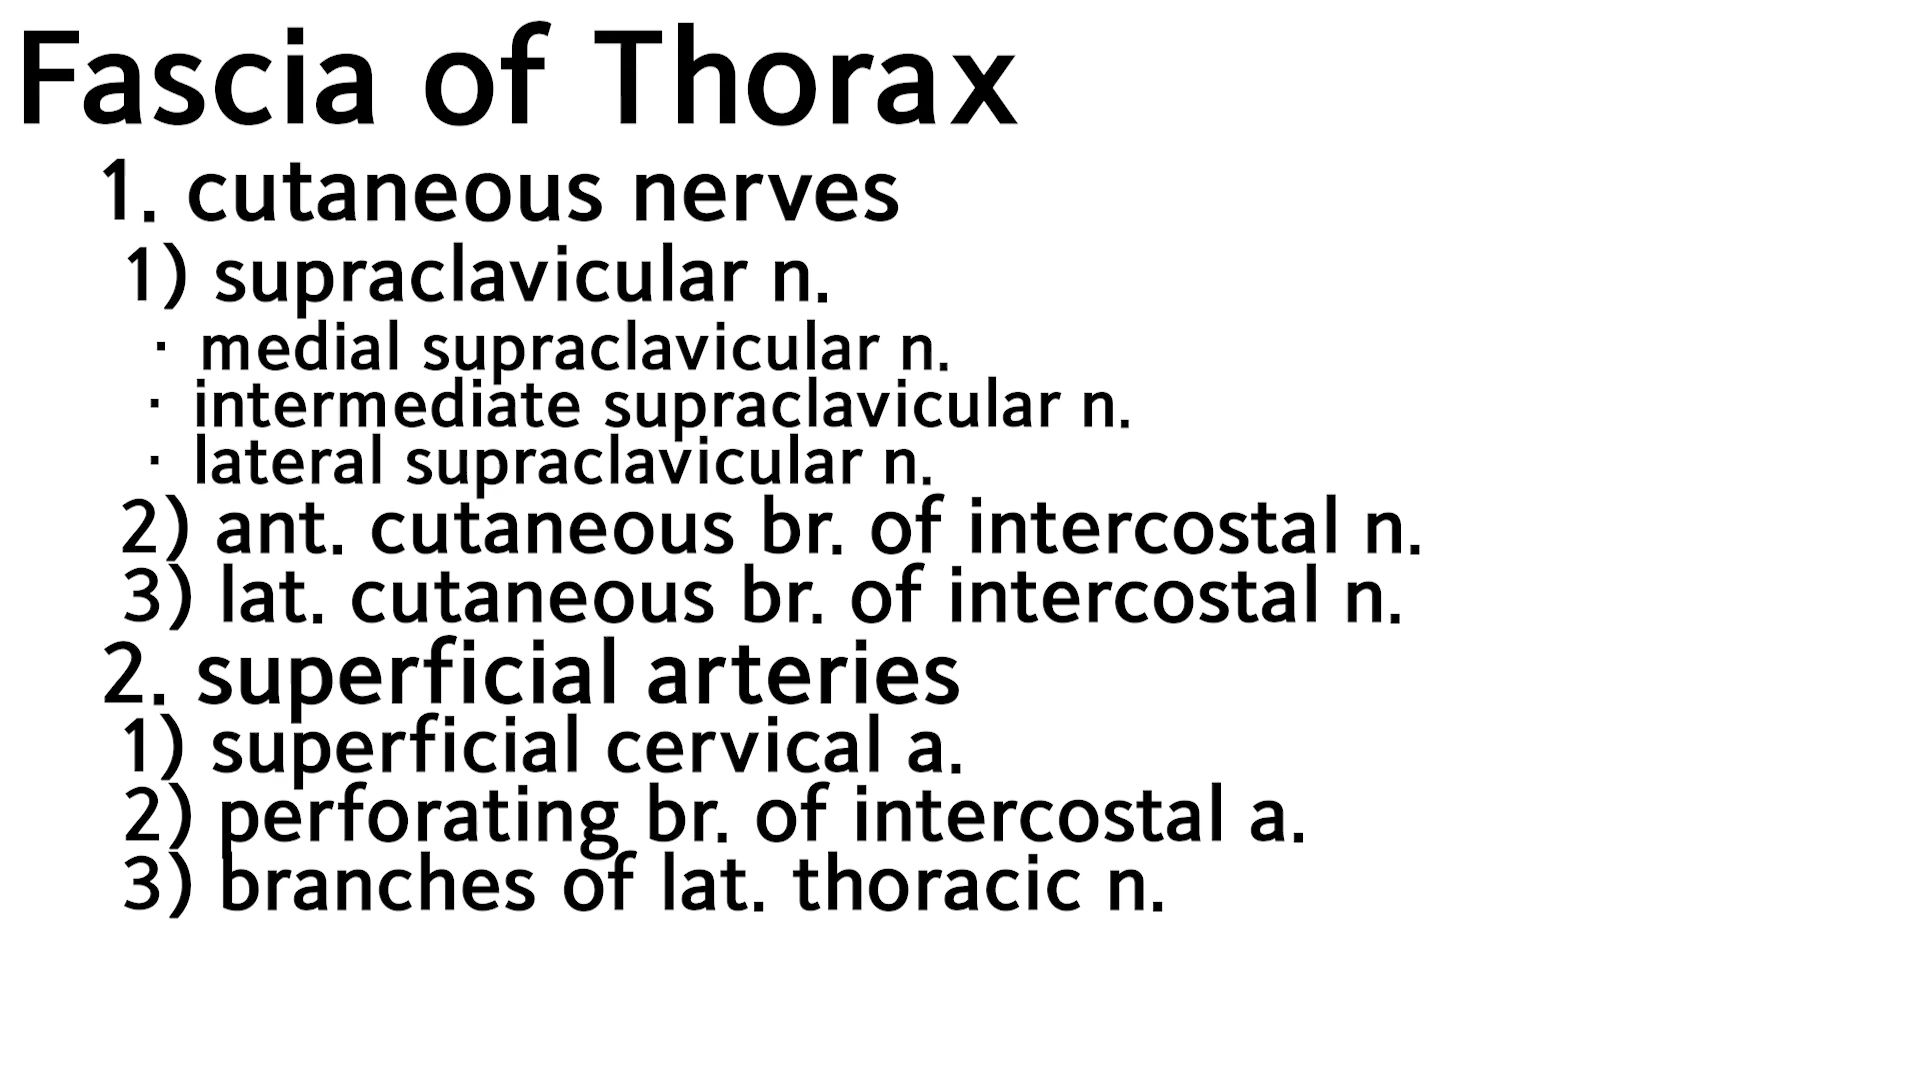 Fascia of Thorax
1. cutaneous nerves
1) supraclavicular n.
· medial supraclavicular n.
· intermediate supraclavicular n.
· lateral supraclavicular n.
2) ant. cutaneous br. of intercostal n.
3) lat. cutaneous br. of intercostal n.
2. superficial arteries
1) superficial cervical a.
2) perforating br. of intercostal a.
3) branches of lat. thoracic n.